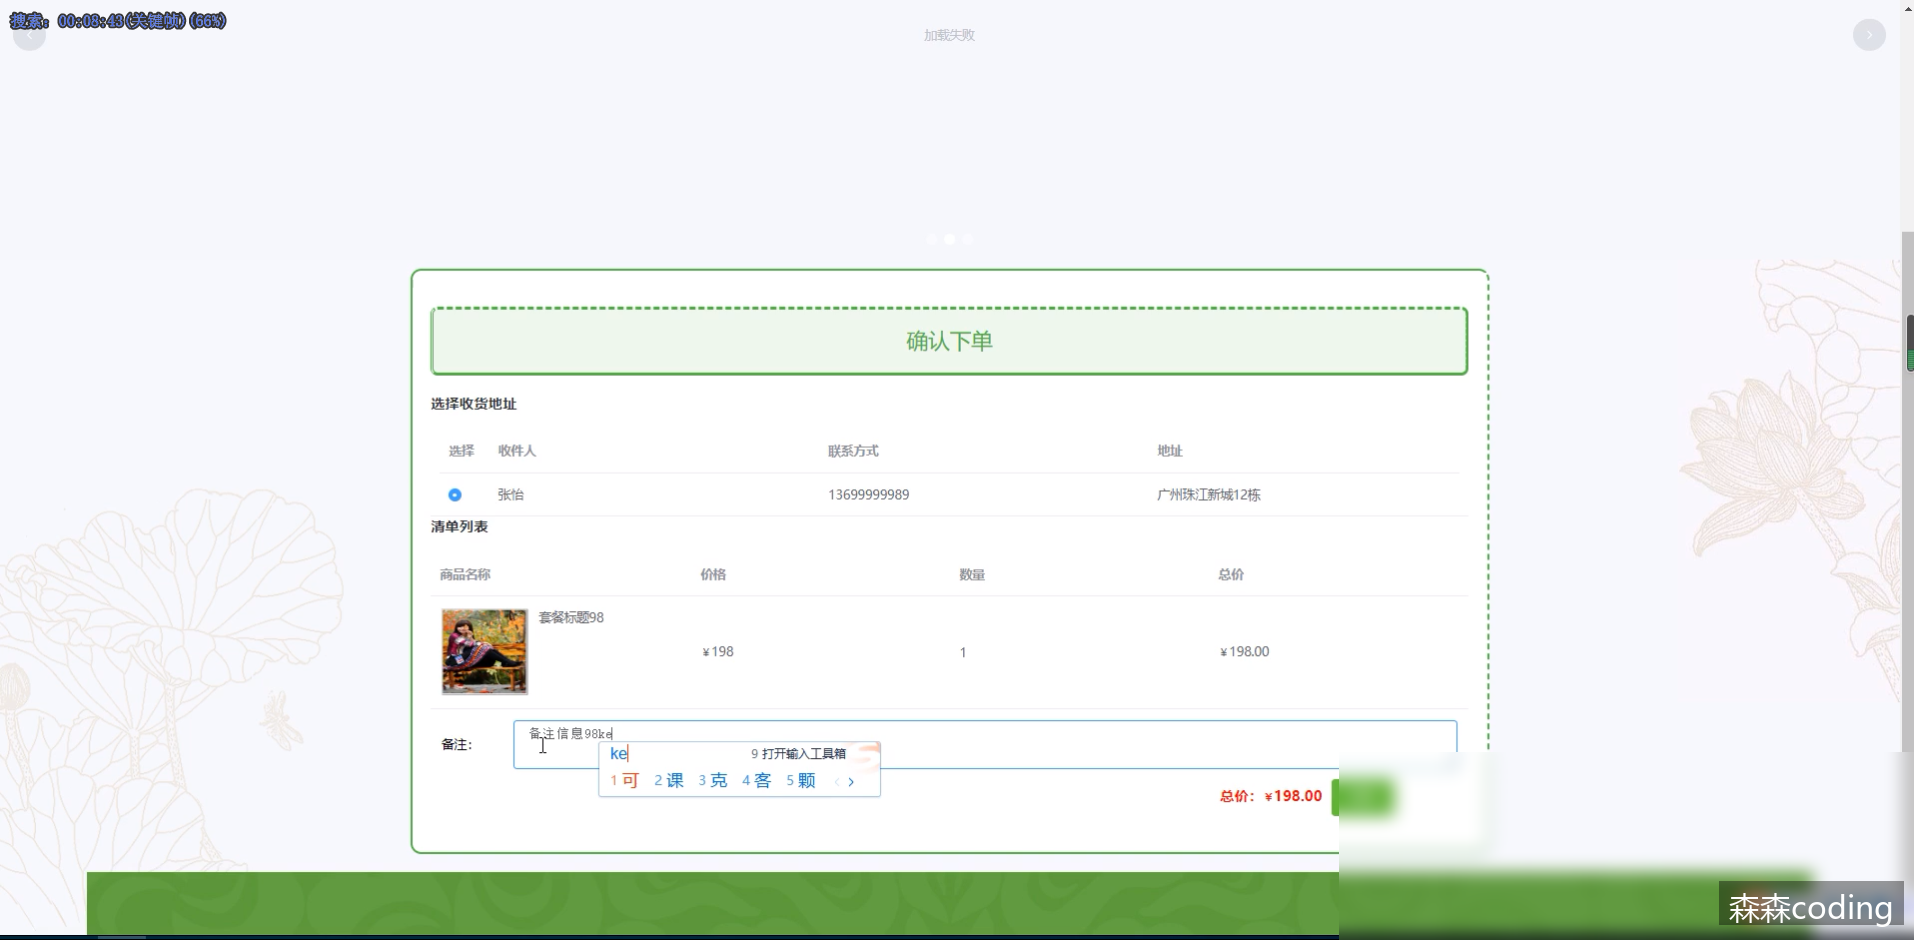 搜索: 00:08:43(关键帧)(66%)
加载失败
确认下单
选择收货地址
选择 收件人 联系方式 地址
张怡 13699999989 广州珠江新城12栋
清单列表
商品名称 价格 数量 总价
套餐标题98
¥198 1 ¥198.00
备注: 备注信息98ke
ke 9 打开输入工具箱
1 可 2 课 3 克 4 客 5 颗
总价: ¥198.00
森森coding